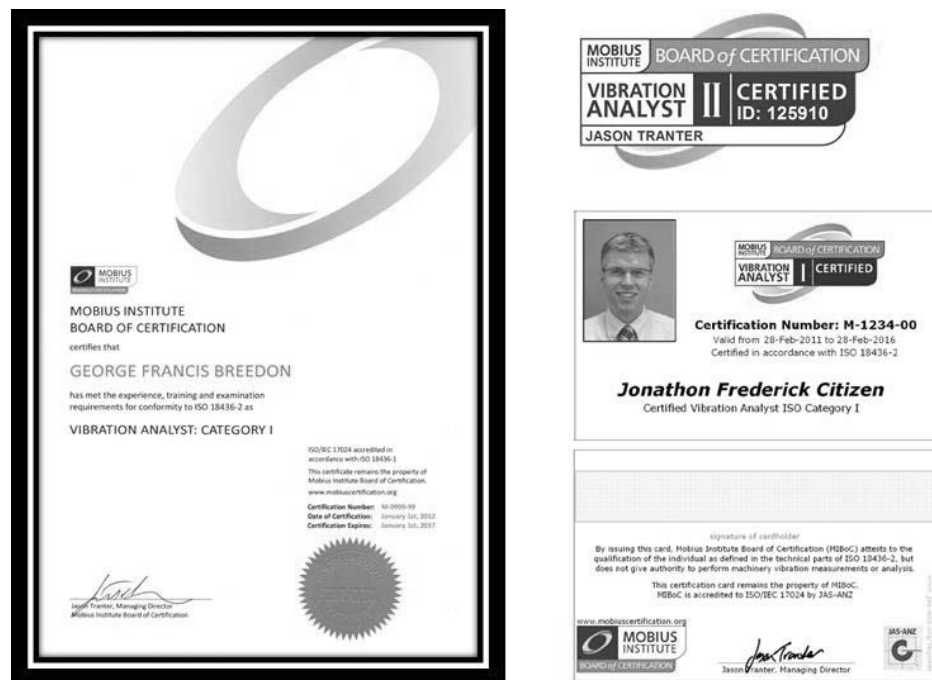 MOBIUS
INSTITUTE
BOARD OF CERTIFICATION
MOBIUS INSTITUTE
BOARD OF CERTIFICATION
certifies that
GEORGE FRANCIS BREEDON
has met the experience, training and examination
requirements for conformity to ISO 18436-2 as
VIBRATION ANALYST: CATEGORY I
ISO/IEC 17024 accredited in
accordance with ISO 18436-1
This certificate remains the property of
Mobius Institute Board of Certification.
www.mobiuscertification.org
Certification Number: M-9999-99
Date of Certification: January 1st, 2012
Certification Expires: January 1st, 2017
Jason Tranter, Managing Director
Mobius Institute Board of Certification
MOBIUS
INSTITUTE
BOARD of CERTIFICATION
VIBRATION
ANALYST
II
CERTIFIED
ID: 125910
JASON TRANTER
MOBIUS
INSTITUTE
BOARD of CERTIFICATION
VIBRATION
ANALYST
I
CERTIFIED
Certification Number: M-1234-00
Valid from 28-Feb-2011 to 28-Feb-2016
Certified in accordance with ISO 18436-2
Jonathon Frederick Citizen
Certified Vibration Analyst ISO Category I
signature of cardholder
By issuing this card, Mobius Institute Board of Certification (MIBoC) attests to the
qualification of the individual as defined in the technical parts of ISO 18436-2, but
does not give authority to perform machinery vibration measurements or analysis.
This certification card remains the property of MIBoC.
MIBoC is accredited to ISO/IEC 17024 by JAS-ANZ
www.mobiuscertification.org
MOBIUS
INSTITUTE
BOARD of CERTIFICATION
Jason Tranter
Jason Tranter, Managing Director
JAS-ANZ